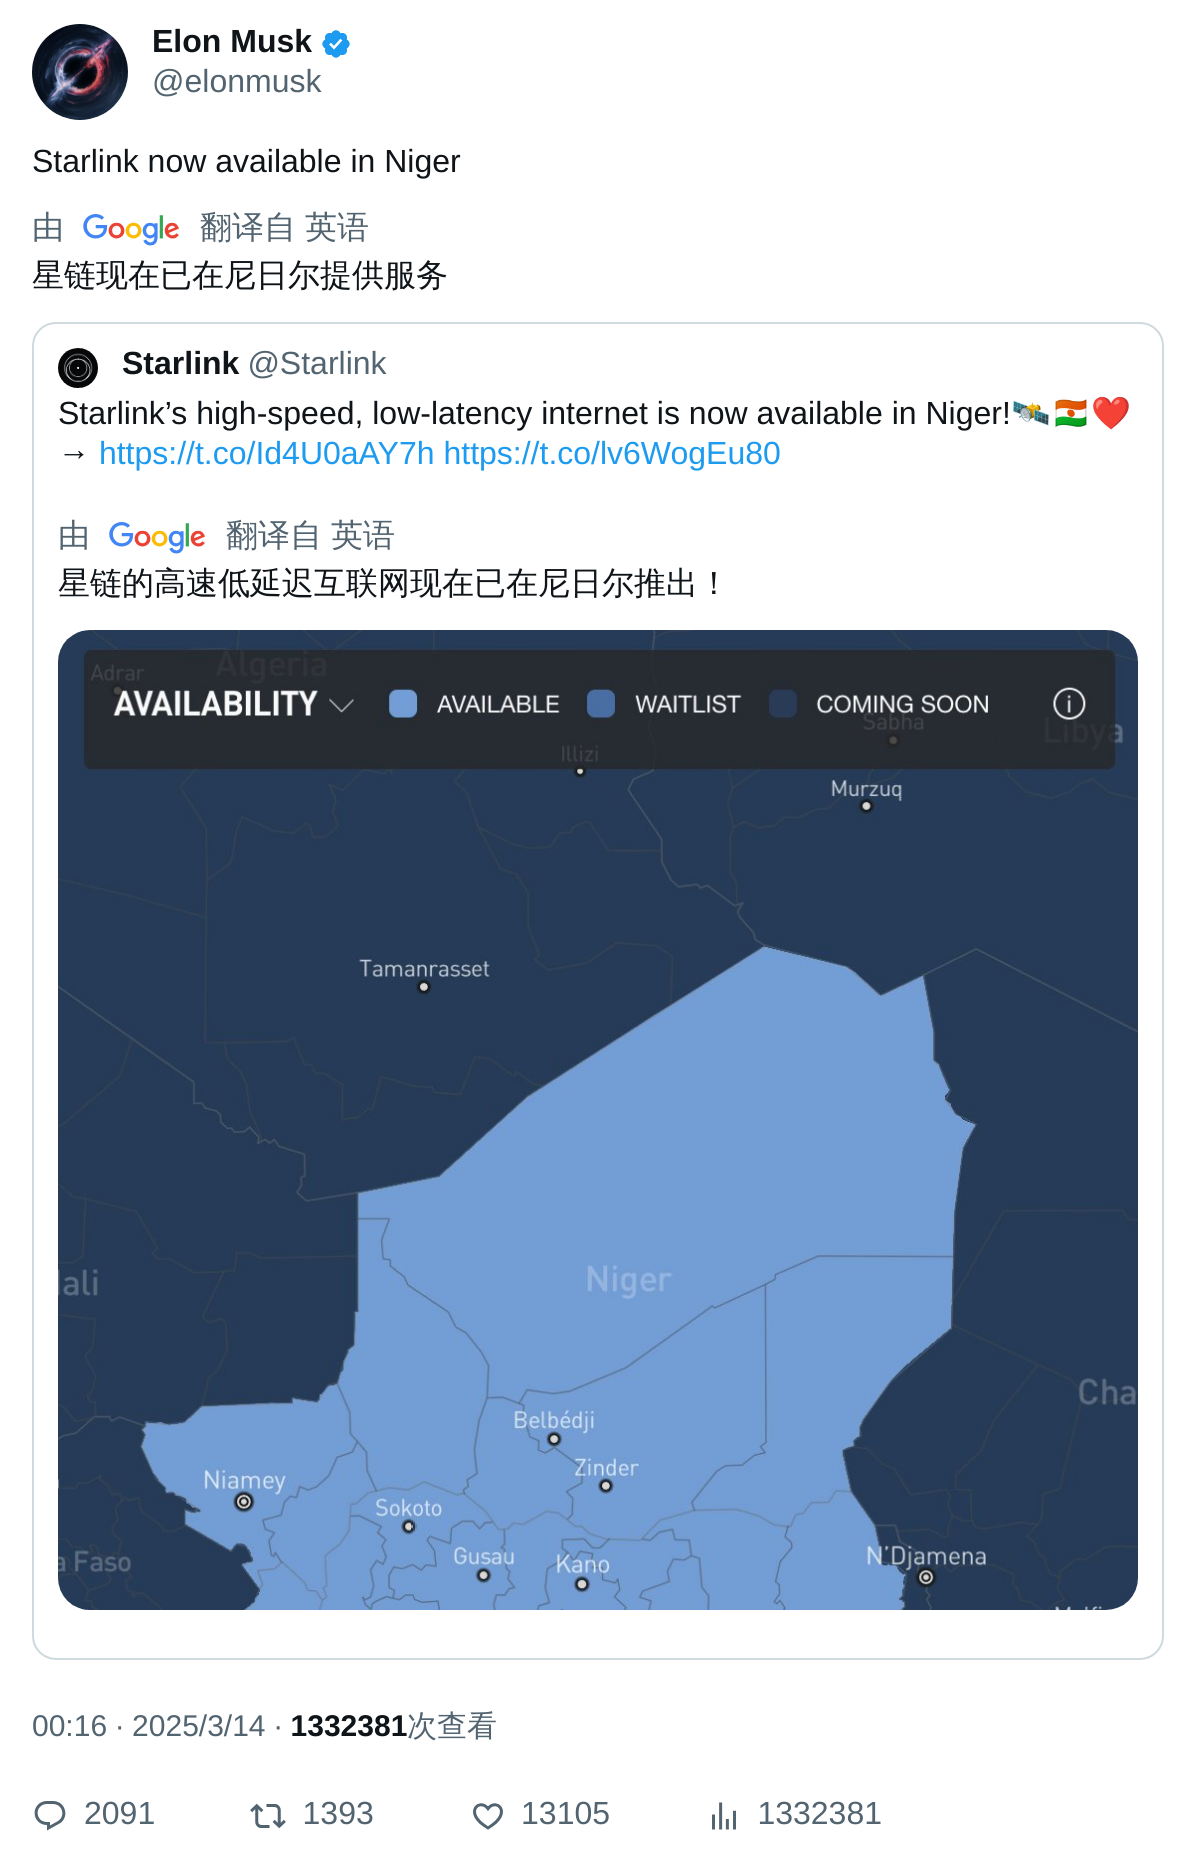 Elon Musk
@elonmusk
Starlink now available in Niger
由 Google 翻译自 英语
星链现在已在尼日尔提供服务
Starlink @Starlink
Starlink’s high-speed, low-latency internet is now available in Niger!🛰️🇳🇪❤️
→ https://t.co/Id4U0aAY7h https://t.co/lv6WogEu80
由 Google 翻译自 英语
星链的高速低延迟互联网现在已在尼日尔推出！
Adrar
Algeria
AVAILABILITY AVAILABLE WAITLIST COMING SOON
Sabha
Libya
Illizi
Murzuq
Tamanrasset
Niger
ali
Cha
Belbédji
Zinder
Niamey
Sokoto
Gusau
Kano
N'Djamena
a Faso
00:16 · 2025/3/14 · 1332381次查看
2091 1393 13105 1332381